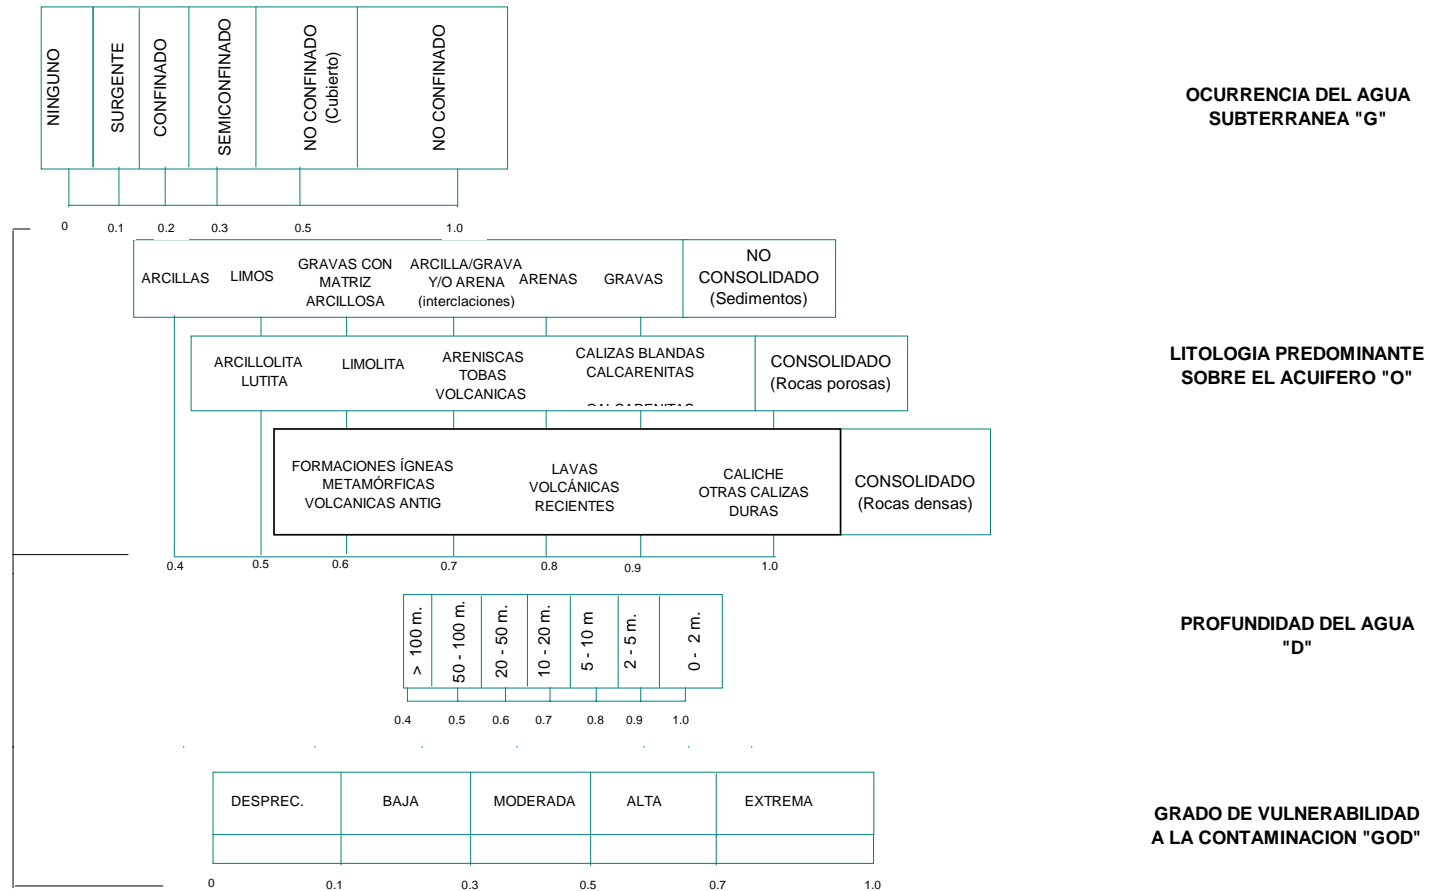 NINGUNO
SURGENTE
CONFINADO
SEMICONFINADO
NO CONFINADO
(Cubierto)
NO CONFINADO
OCURRENCIA DEL AGUA
SUBTERRANEA "G"
0
0.1
0.2
0.3
0.5
1.0
ARCILLAS
LIMOS
GRAVAS CON
MATRIZ
ARCILLOSA
ARCILLA/GRAVA
Y/O ARENA
(interclaciones)
ARENAS
GRAVAS
NO
CONSOLIDADO
(Sedimentos)
ARCILLOLITA
LUTITA
LIMOLITA
ARENISCAS
TOBAS
VOLCANICAS
CALIZAS BLANDAS
CALCARENITAS
CALCARENITAS
CONSOLIDADO
(Rocas porosas)
LITOLOGIA PREDOMINANTE
SOBRE EL ACUIFERO "O"
FORMACIONES ÍGNEAS
METAMÓRFICAS
VOLCANICAS ANTIG
LAVAS
VOLCÁNICAS
RECIENTES
CALICHE
OTRAS CALIZAS
DURAS
CONSOLIDADO
(Rocas densas)
0.4
0.5
0.6
0.7
0.8
0.9
1.0
> 100 m.
50 - 100 m.
20 - 50 m.
10 - 20 m.
5 - 10 m
2 - 5 m.
0 - 2 m.
PROFUNDIDAD DEL AGUA
"D"
0.4
0.5
0.6
0.7
0.8
0.9
1.0
DESPREC.
BAJA
MODERADA
ALTA
EXTREMA
GRADO DE VULNERABILIDAD
A LA CONTAMINACION "GOD"
0
0.1
0.3
0.5
0.7
1.0